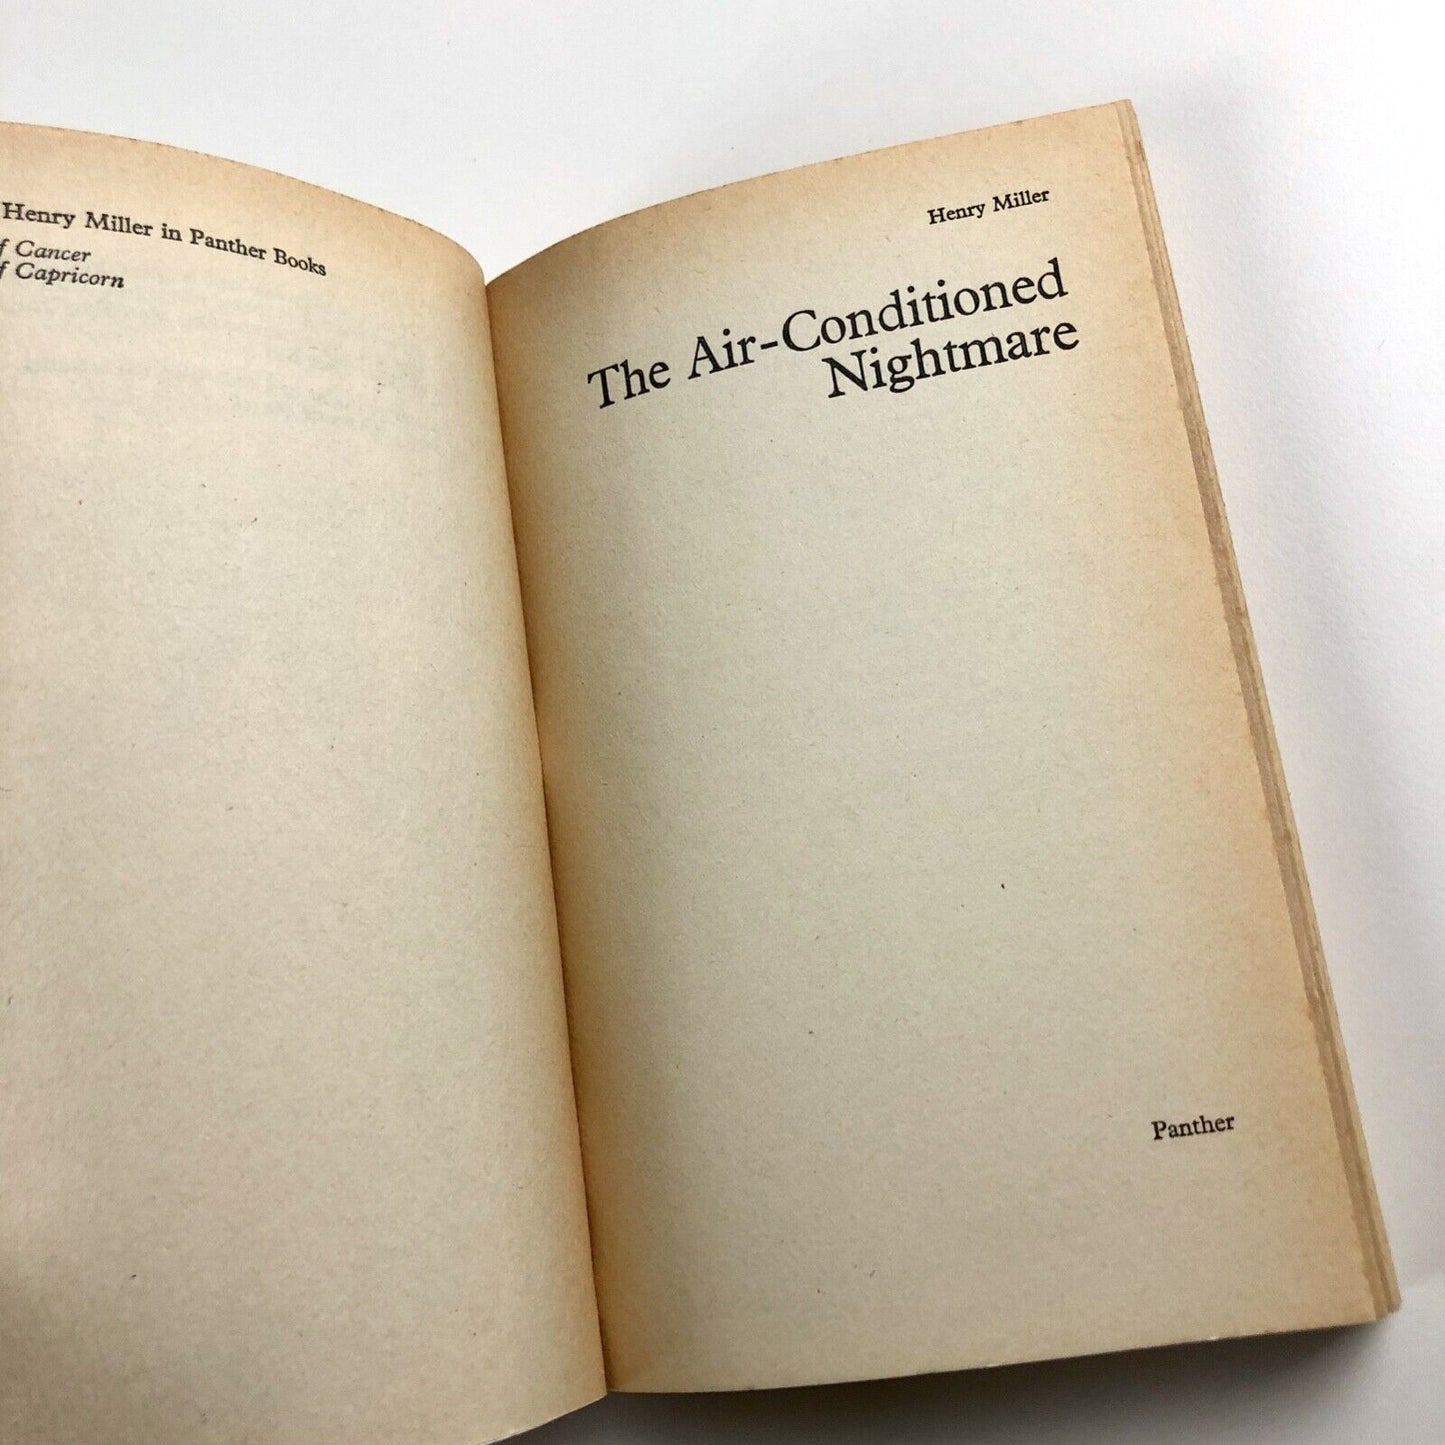 Henry Miller in Panther Books
f Cancer
f Capricorn
Henry Miller
The Air-Conditioned
Nightmare
Panther